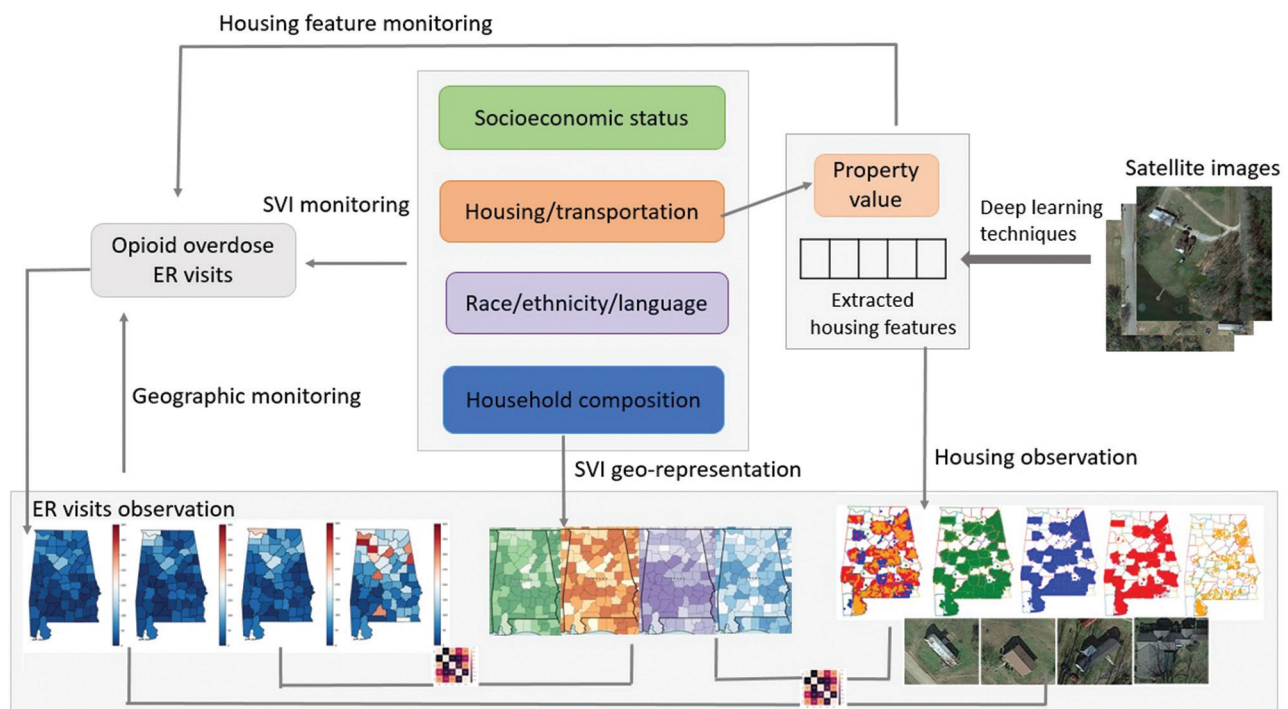 Housing feature monitoring
Socioeconomic status
Housing/transportation
Race/ethnicity/language
Household composition
SVI monitoring
Opioid overdose
ER visits
Geographic monitoring
Property
value
Extracted
housing features
Deep learning
techniques
Satellite images
SVI geo-representation
Housing observation
ER visits observation